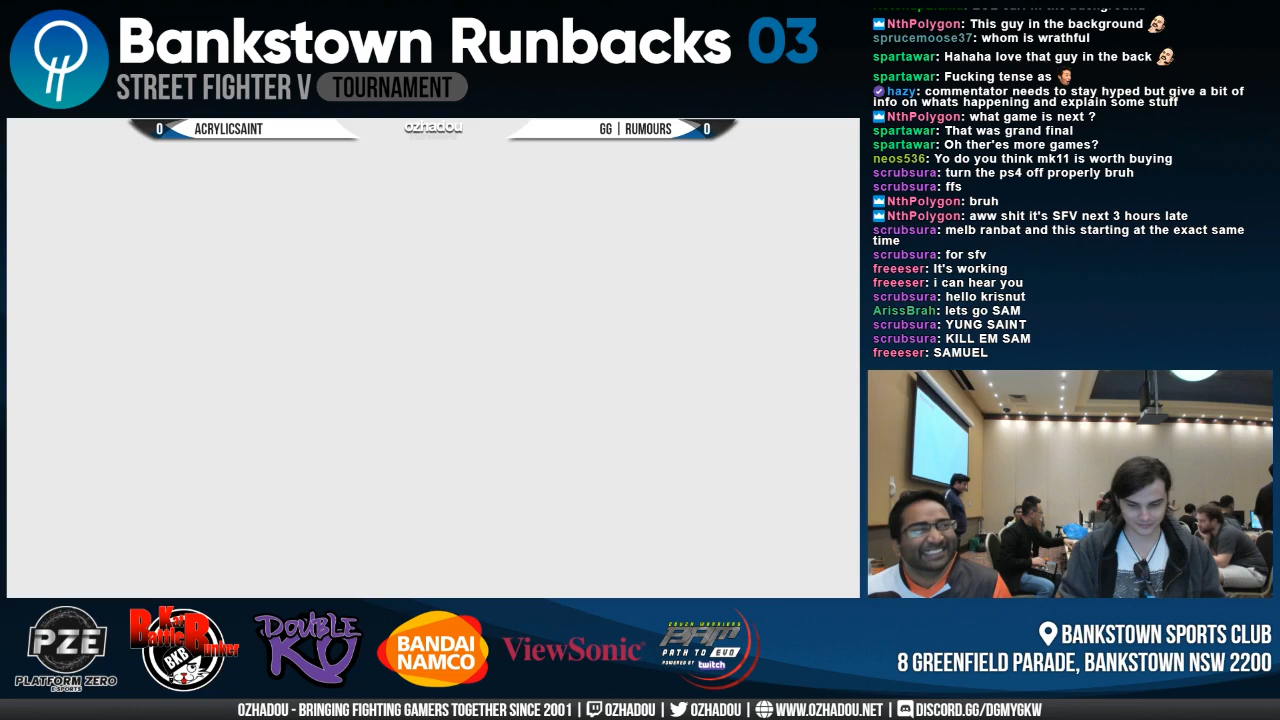 Bankstown Runbacks 03
STREET FIGHTER V TOURNAMENT
0 ACRYLICSAINT ozhadou GG | RUMOURS 0
NthPolygon: This guy in the background
sprucemoose37: whom is wrathful
spartawar: Hahaha love that guy in the back
spartawar: Fucking tense as
hazy: commentator needs to stay hyped but give a bit of
info on whats happening and explain some stuff
NthPolygon: what game is next ?
spartawar: That was grand final
spartawar: Oh ther'es more games?
neos536: Yo do you think mk11 is worth buying
scrubsura: turn the ps4 off properly bruh
scrubsura: ffs
NthPolygon: bruh
NthPolygon: aww shit it's SFV next 3 hours late
scrubsura: melb ranbat and this starting at the exact same
time
scrubsura: for sfv
freeeser: It's working
freeeser: i can hear you
scrubsura: hello krisnut
ArissBrah: lets go SAM
scrubsura: YUNG SAINT
scrubsura: KILL EM SAM
freeeser: SAMUEL
PZE
PLATFORM ZERO
ESPORTS
Kat
Battle Bunker
BKB
DOUBLE
KO
BANDAI
NAMCO
ViewSonic
COUCH WARRIORS
BAM
PATH TO EVO
POWERED BY twitch
BANKSTOWN SPORTS CLUB
8 GREENFIELD PARADE, BANKSTOWN NSW 2200
OZHADOU - BRINGING FIGHTING GAMERS TOGETHER SINCE 2001 | OZHADOU | OZHADOU | WWW.OZHADOU.NET | DISCORD.GG/DGMYGKW